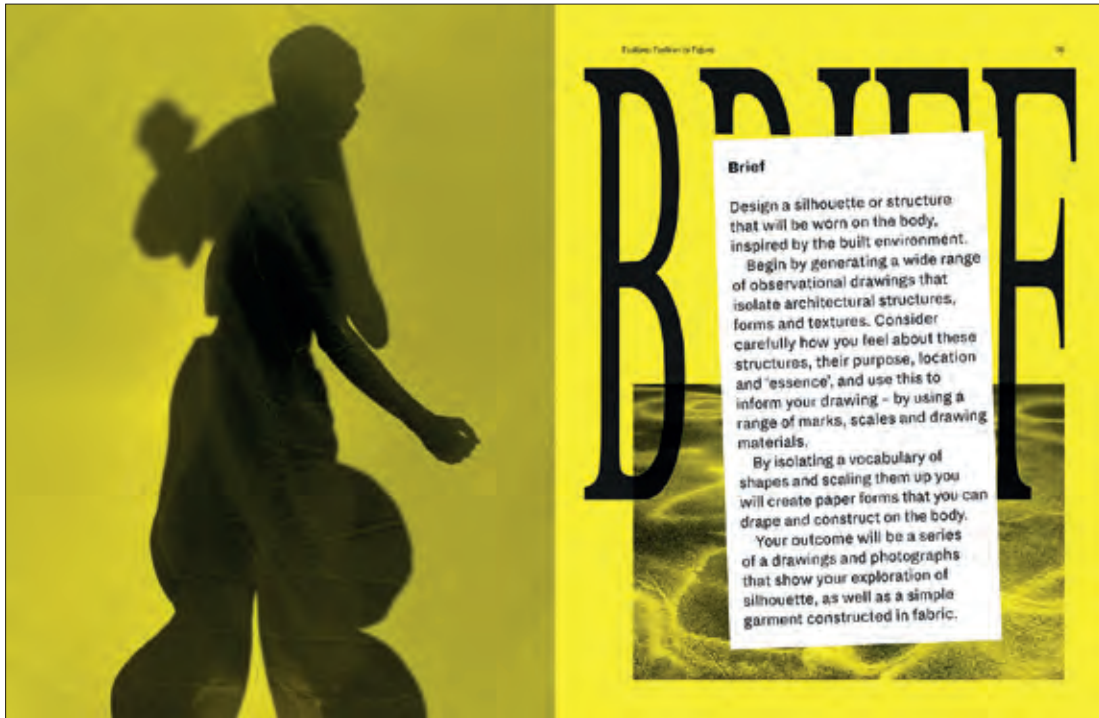 BRIEF
Brief
Design a silhouette or structure
that will be worn on the body,
inspired by the built environment.
Begin by generating a wide range
of observational drawings that
isolate architectural structures,
forms and textures. Consider
carefully how you feel about these
structures, their purpose, location
and ‘essence’, and use this to
inform your drawing – by using a
range of marks, scales and drawing
materials.
By isolating a vocabulary of
shapes and scaling them up you
will create paper forms that you can
drape and construct on the body.
Your outcome will be a series
of a drawings and photographs
that show your exploration of
silhouette, as well as a simple
garment constructed in fabric.